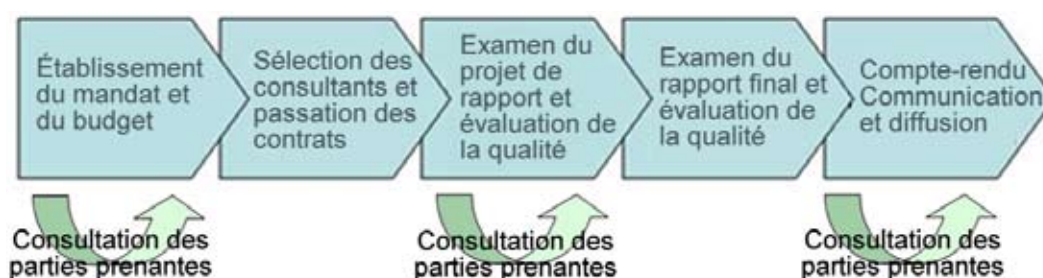 Établissement
du mandat et
du budget
Sélection des
consultants et
passation des
contrats
Examen du
projet de
rapport et
évaluation de
la qualité
Examen du
rapport final et
évaluation de
la qualité
Compte-rendu
Communication
et diffusion
Consultation des
parties prenantes
Consultation des
parties prenantes
Consultation des
parties prenantes